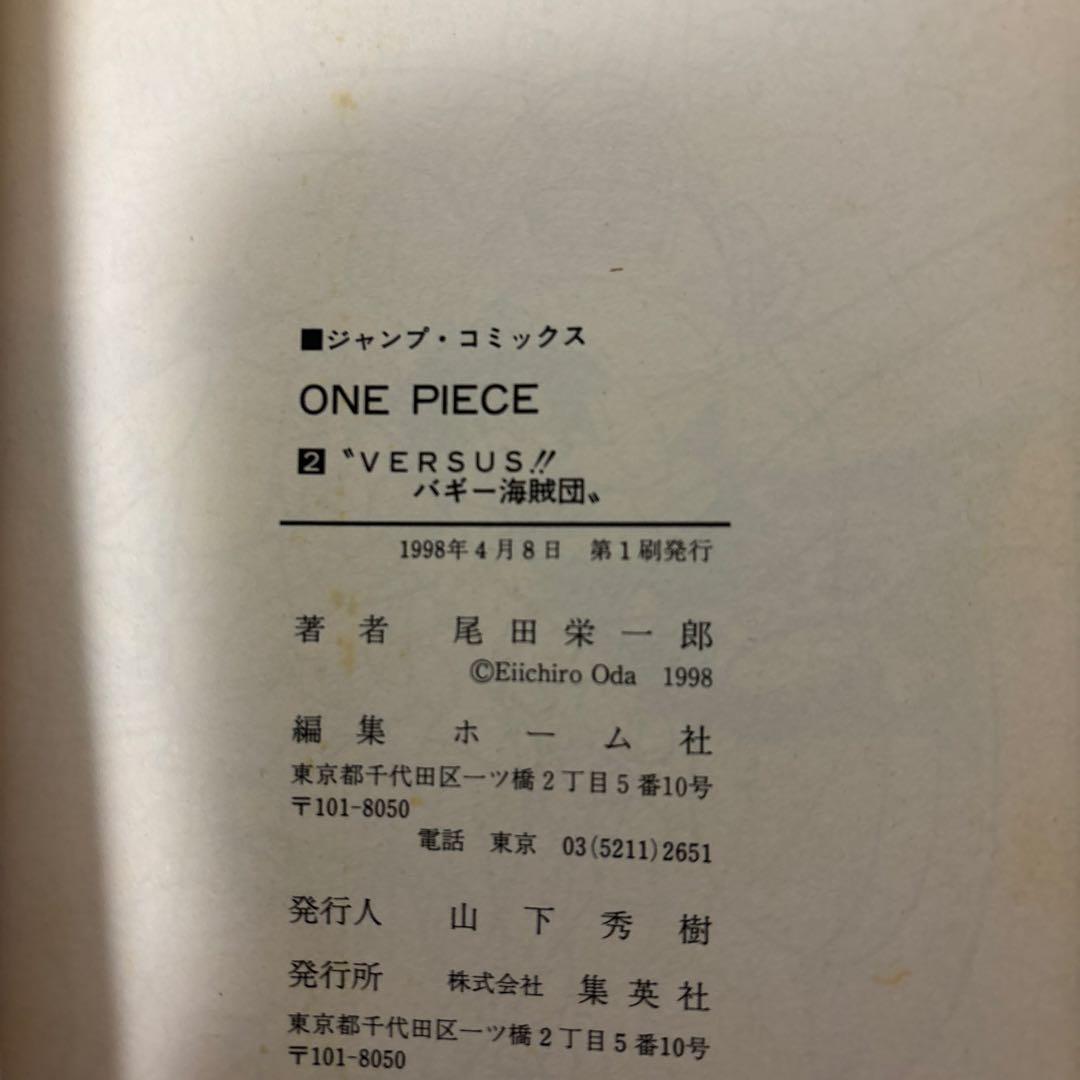 ■ジャンプ・コミックス
ONE PIECE
2 〝VERSUS!!
バギー海賊団〟
1998年4月8日 第1刷発行
著者 尾田栄一郎
©Eiichiro Oda 1998
編集 ホーム社
東京都千代田区一ツ橋2丁目5番10号
〒101-8050
電話 東京 03(5211)2651
発行人 山下秀樹
発行所 株式会社 集英社
東京都千代田区一ツ橋2丁目5番10号
〒101-8050